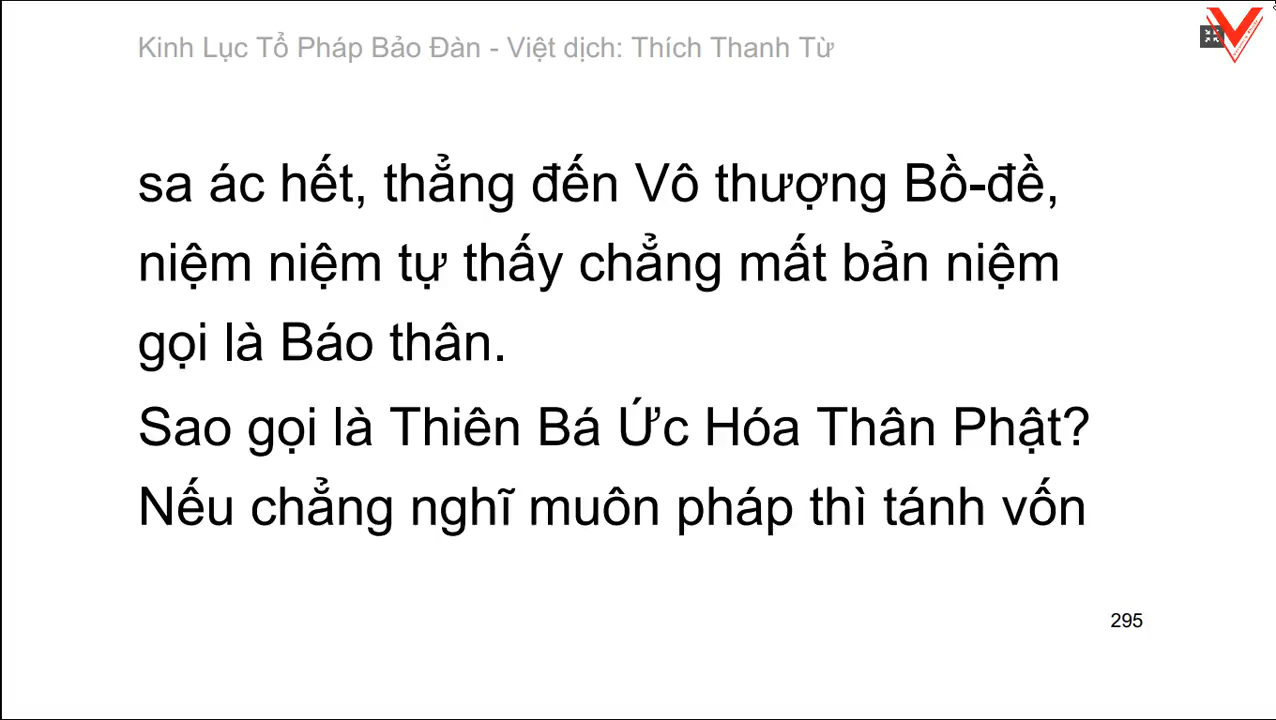 Kinh Lục Tổ Pháp Bảo Đàn - Việt dịch: Thích Thanh Từ
sa ác hết, thẳng đến Vô thượng Bồ-đề,
niệm niệm tự thấy chẳng mất bản niệm
gọi là Báo thân.
Sao gọi là Thiên Bá Ức Hóa Thân Phật?
Nếu chẳng nghĩ muôn pháp thì tánh vốn
295